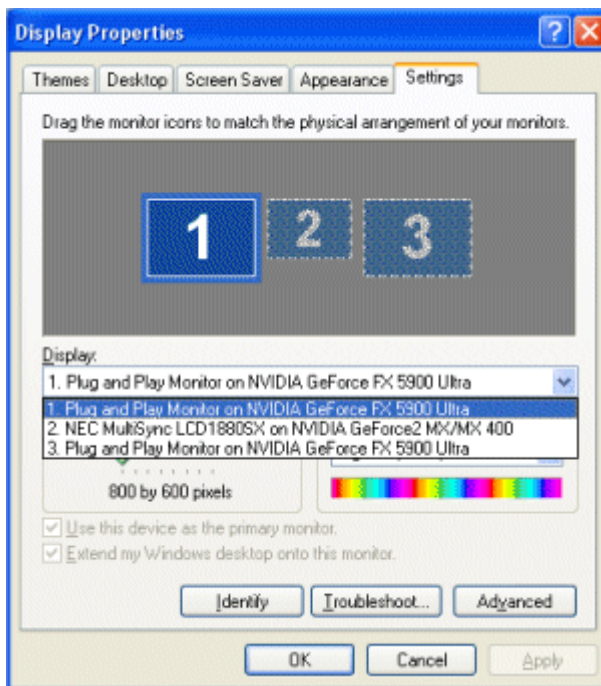 Display Properties
Themes Desktop Screen Saver Appearance Settings
Drag the monitor icons to match the physical arrangement of your monitors.
1 2 3
Display:
1. Plug and Play Monitor on NVIDIA GeForce FX 5900 Ultra
1. Plug and Play Monitor on NVIDIA GeForce FX 5900 Ultra
2. NEC MultiSync LCD1880SX on NVIDIA GeForce2 MX/MX 400
3. Plug and Play Monitor on NVIDIA GeForce FX 5900 Ultra
800 by 600 pixels
Use this device as the primary monitor.
Extend my Windows desktop onto this monitor.
Identify Troubleshoot... Advanced
OK Cancel Apply